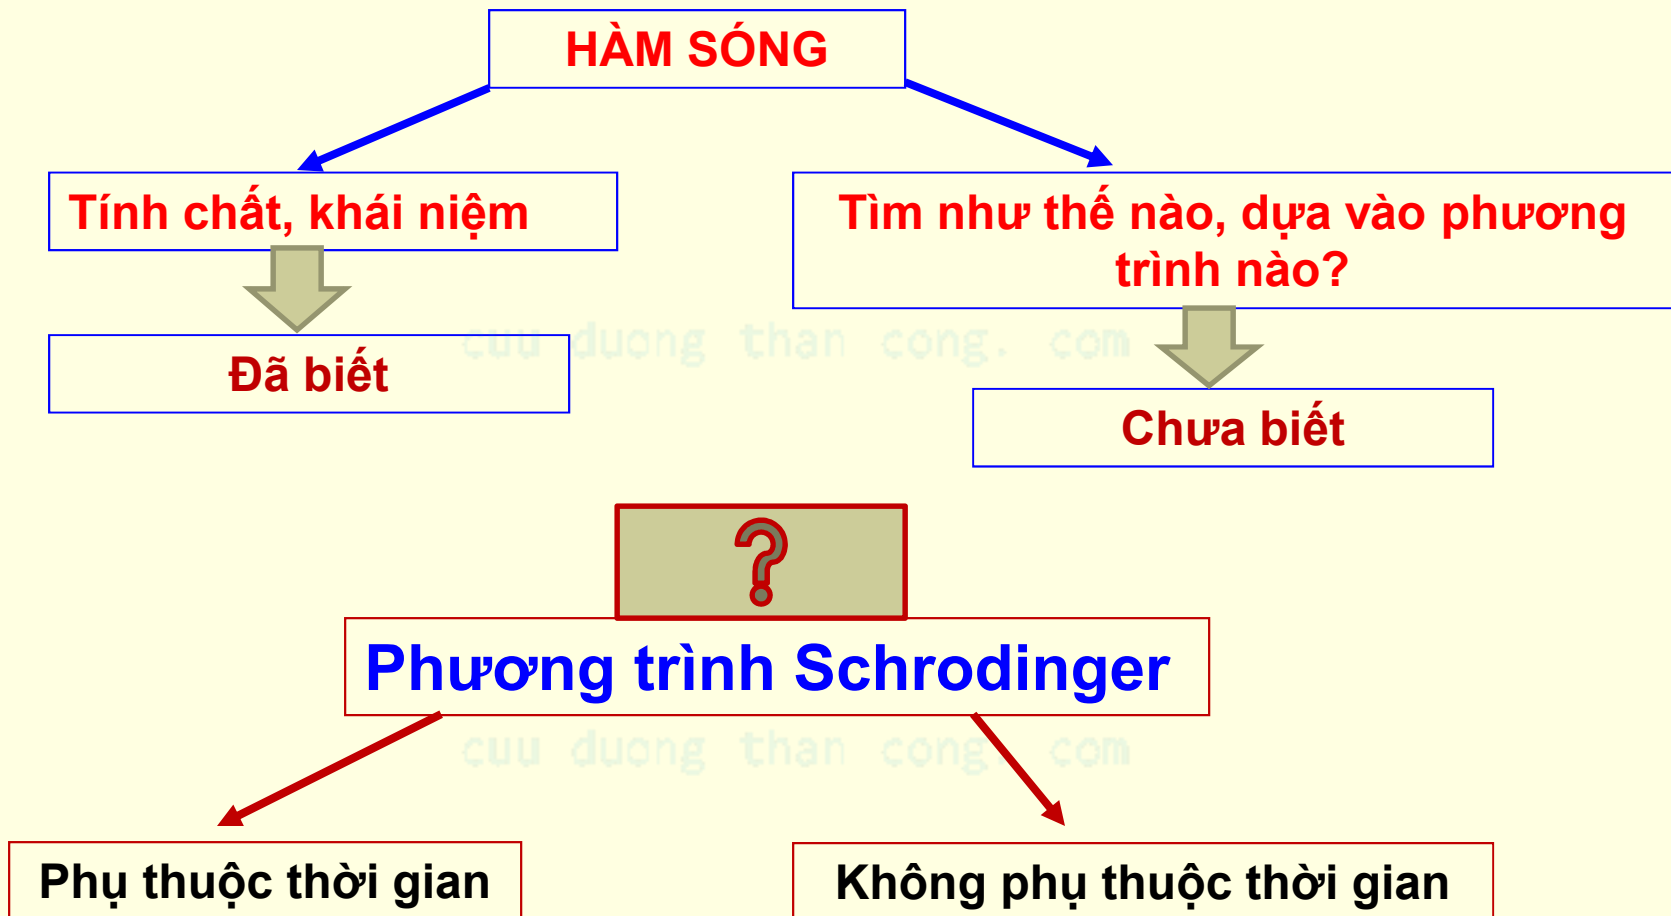 HÀM SÓNG
Tính chất, khái niệm
Tìm như thế nào, dựa vào phương
trình nào?
cuu duong than cong. com
Đã biết
Chưa biết
?
Phương trình Schrodinger
cuu duong than cong. com
Phụ thuộc thời gian
Không phụ thuộc thời gian